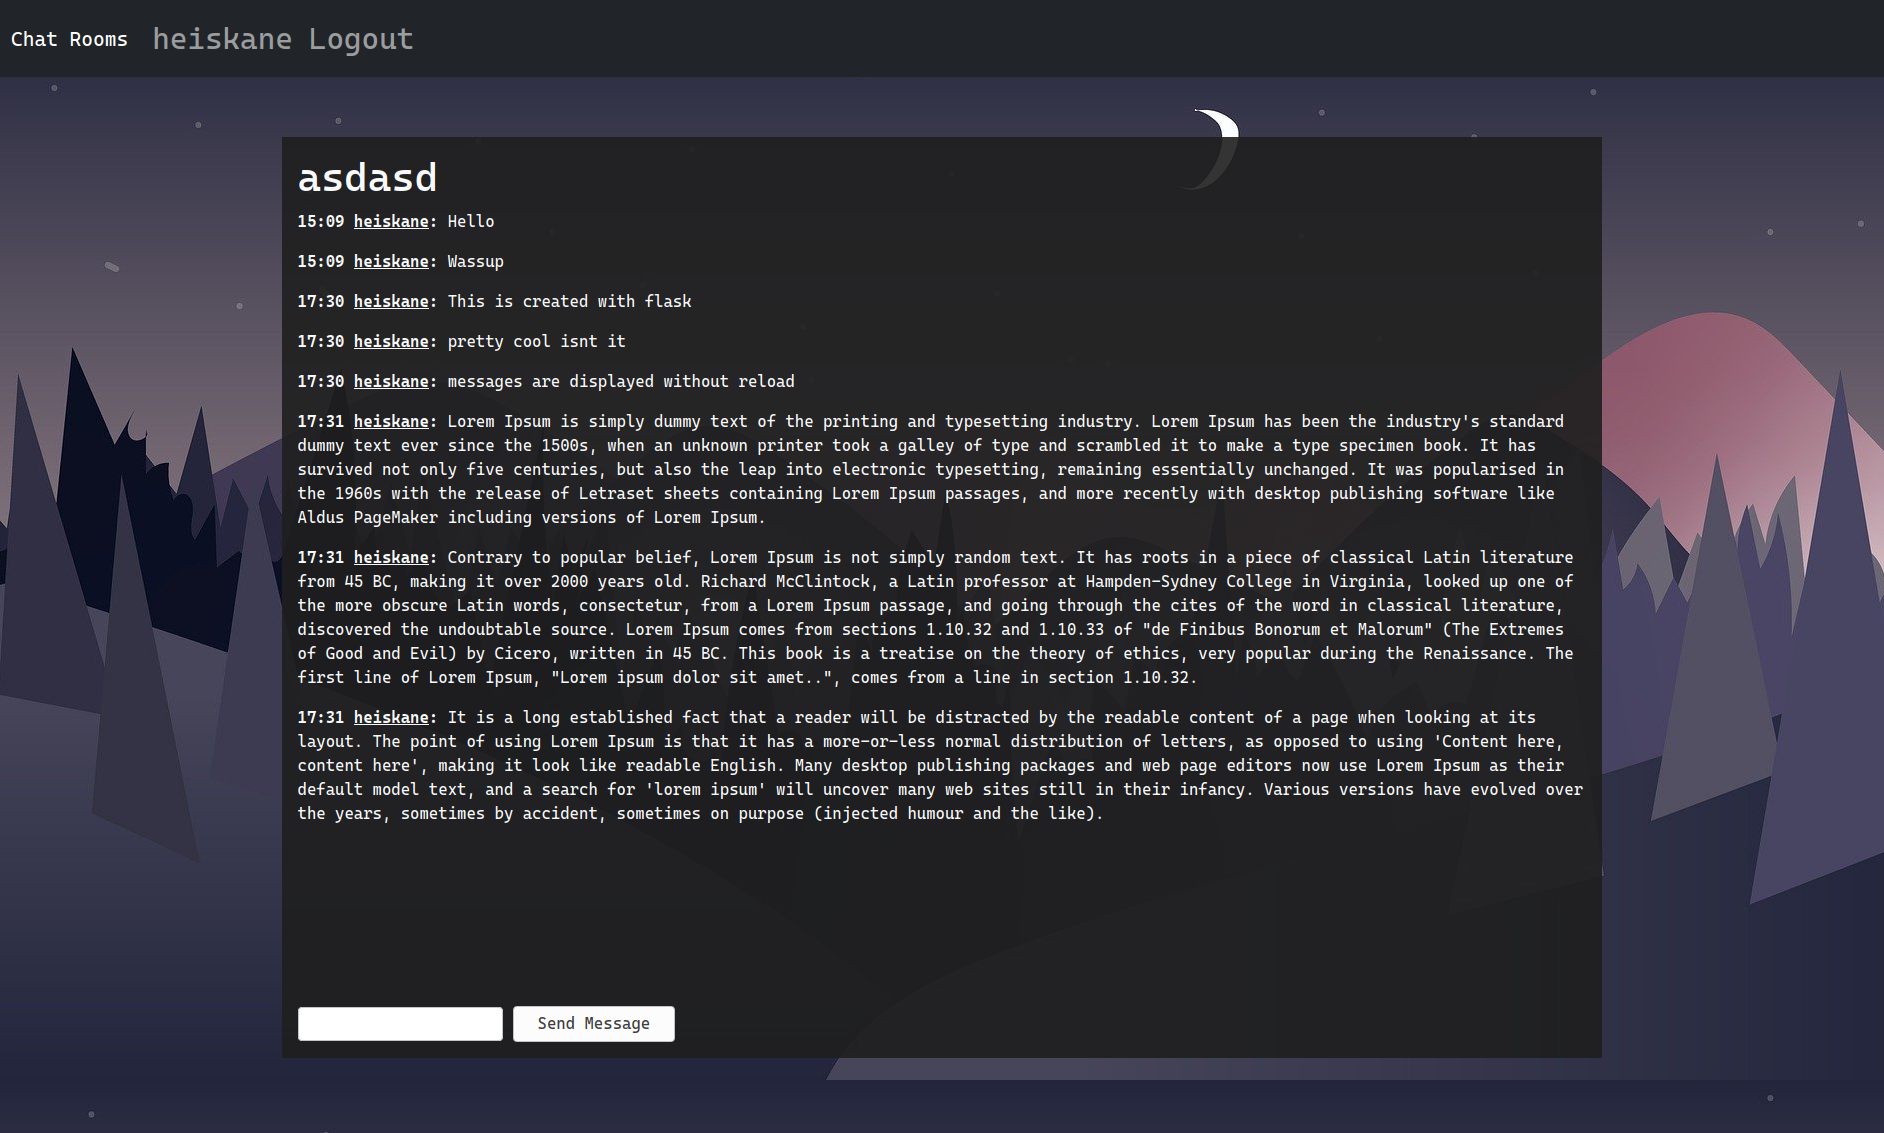 Chat Rooms heiskane Logout
asdasd
15:09 heiskane: Hello
15:09 heiskane: Wassup
17:30 heiskane: This is created with flask
17:30 heiskane: pretty cool isnt it
17:30 heiskane: messages are displayed without reload
17:31 heiskane: Lorem Ipsum is simply dummy text of the printing and typesetting industry. Lorem Ipsum has been the industry's standard
dummy text ever since the 1500s, when an unknown printer took a galley of type and scrambled it to make a type specimen book. It has
survived not only five centuries, but also the leap into electronic typesetting, remaining essentially unchanged. It was popularised in
the 1960s with the release of Letraset sheets containing Lorem Ipsum passages, and more recently with desktop publishing software like
Aldus PageMaker including versions of Lorem Ipsum.
17:31 heiskane: Contrary to popular belief, Lorem Ipsum is not simply random text. It has roots in a piece of classical Latin literature
from 45 BC, making it over 2000 years old. Richard McClintock, a Latin professor at Hampden-Sydney College in Virginia, looked up one of
the more obscure Latin words, consectetur, from a Lorem Ipsum passage, and going through the cites of the word in classical literature,
discovered the undoubtable source. Lorem Ipsum comes from sections 1.10.32 and 1.10.33 of "de Finibus Bonorum et Malorum" (The Extremes
of Good and Evil) by Cicero, written in 45 BC. This book is a treatise on the theory of ethics, very popular during the Renaissance. The
first line of Lorem Ipsum, "Lorem ipsum dolor sit amet..", comes from a line in section 1.10.32.
17:31 heiskane: It is a long established fact that a reader will be distracted by the readable content of a page when looking at its
layout. The point of using Lorem Ipsum is that it has a more-or-less normal distribution of letters, as opposed to using 'Content here,
content here', making it look like readable English. Many desktop publishing packages and web page editors now use Lorem Ipsum as their
default model text, and a search for 'lorem ipsum' will uncover many web sites still in their infancy. Various versions have evolved over
the years, sometimes by accident, sometimes on purpose (injected humour and the like).
Send Message